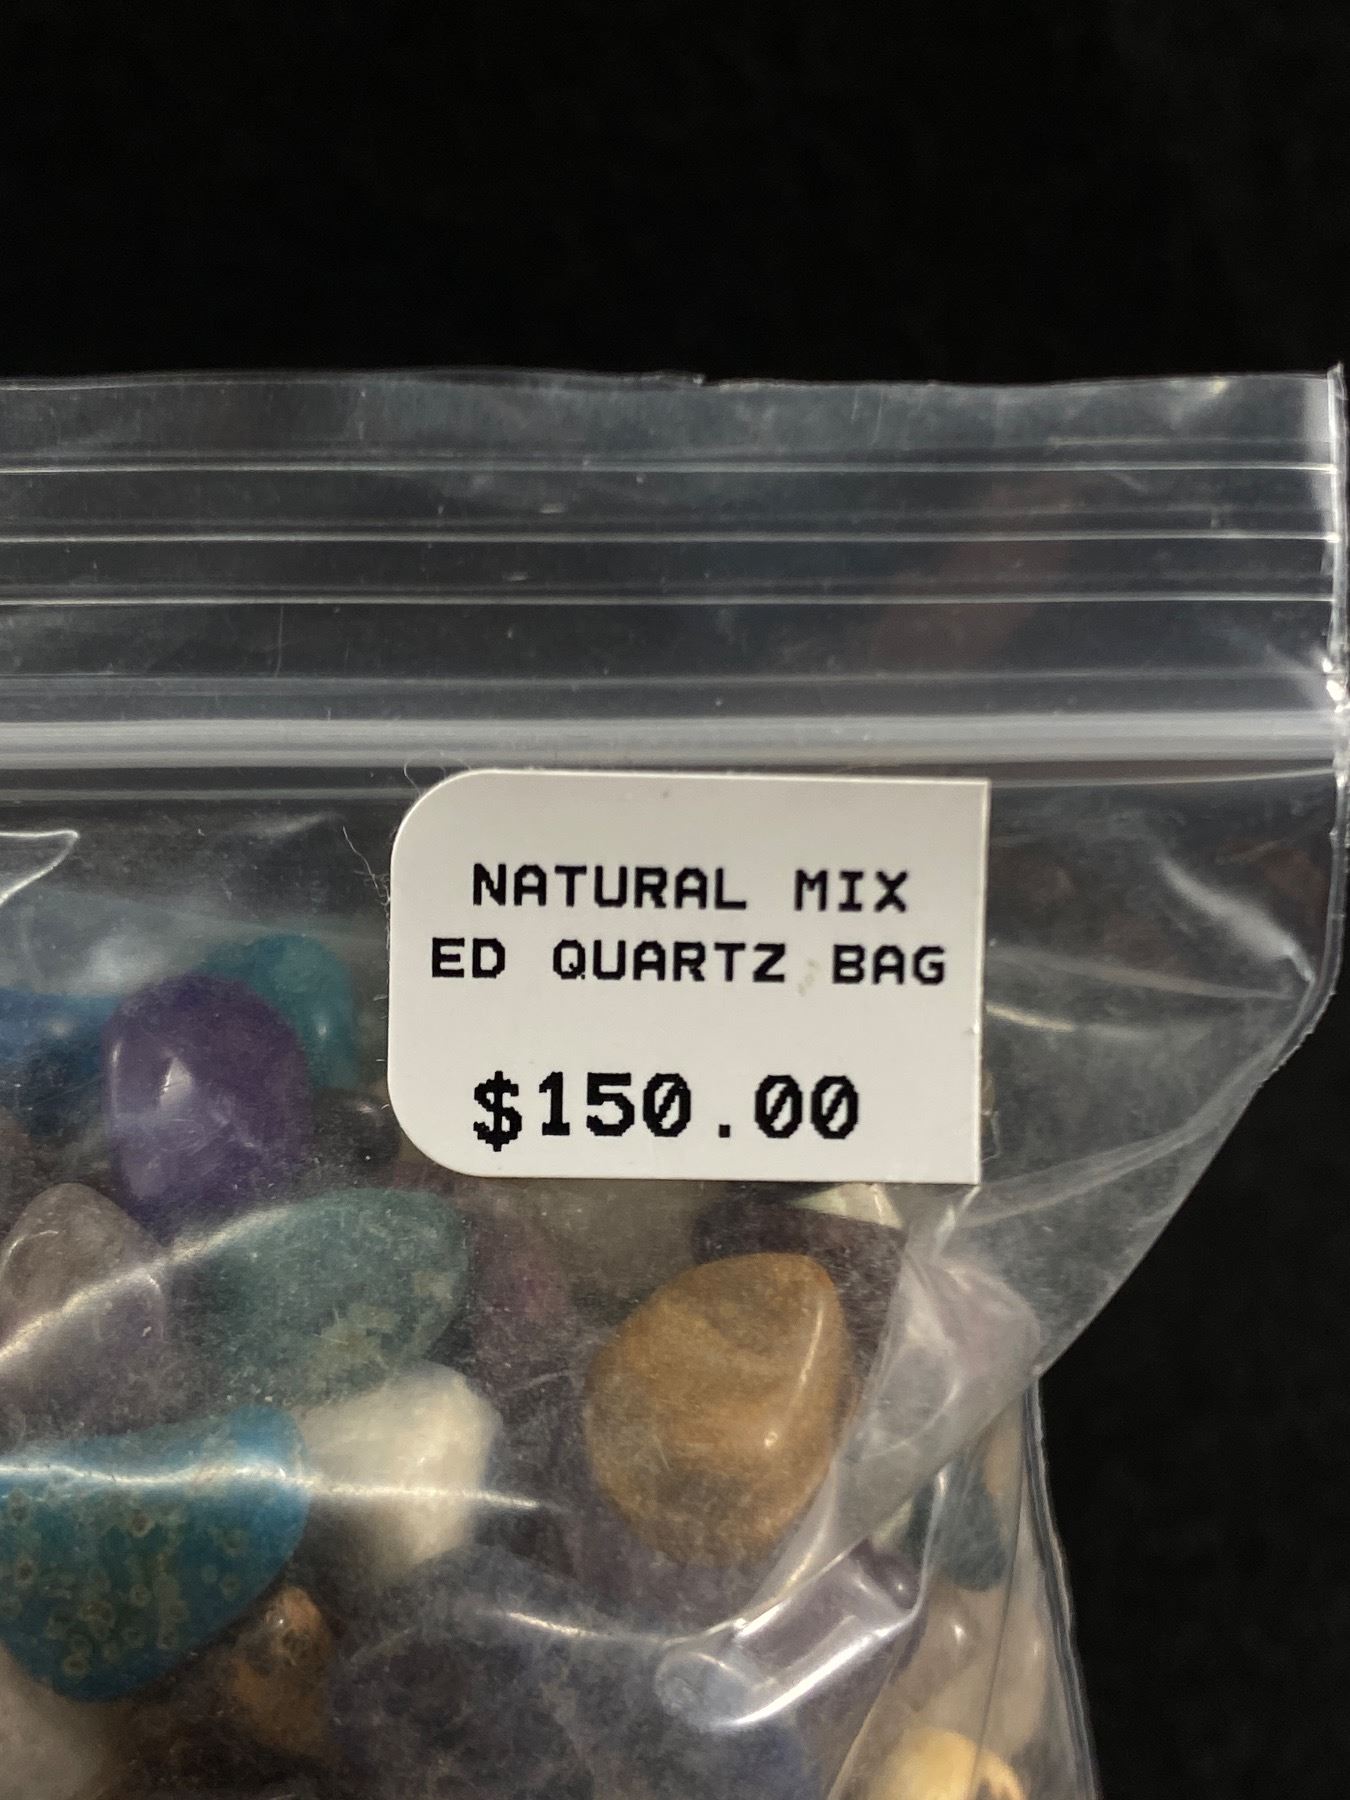 NATURAL MIX
ED QUARTZ BAG
$150.00